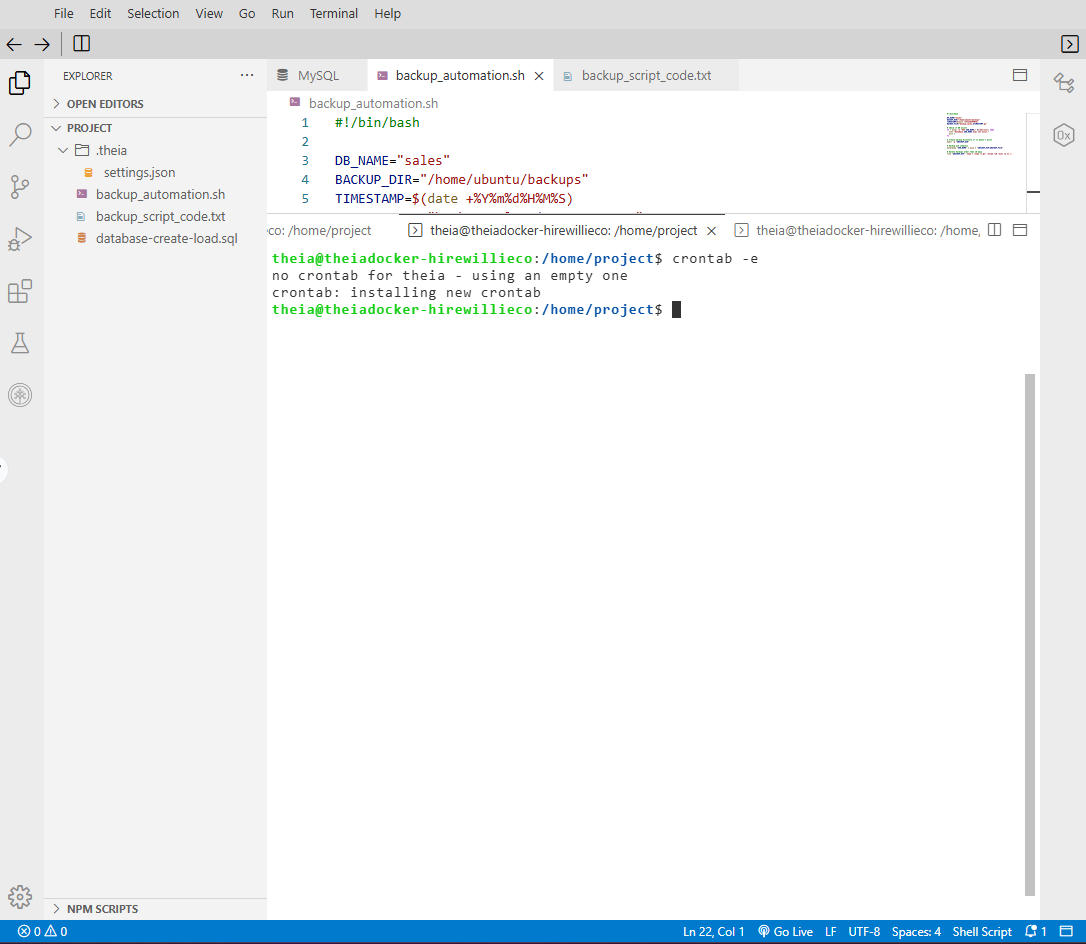 File Edit Selection View Go Run Terminal Help
EXPLORER
OPEN EDITORS
PROJECT
.theia
settings.json
backup_automation.sh
backup_script_code.txt
database-create-load.sql
NPM SCRIPTS
MySQL backup_automation.sh backup_script_code.txt
backup_automation.sh
1 #!/bin/bash
2
3 DB_NAME="sales"
4 BACKUP_DIR="/home/ubuntu/backups"
5 TIMESTAMP=$(date +%Y%m%d%H%M%S)
co: /home/project theia@theiadocker-hirewillieco: /home/project theia@theiadocker-hirewillieco: /home,
theia@theiadocker-hirewillieco:/home/project$ crontab -e
no crontab for theia - using an empty one
crontab: installing new crontab
theia@theiadocker-hirewillieco:/home/project$
0x
0 0 Ln 22, Col 1 Go Live LF UTF-8 Spaces: 4 Shell Script 1